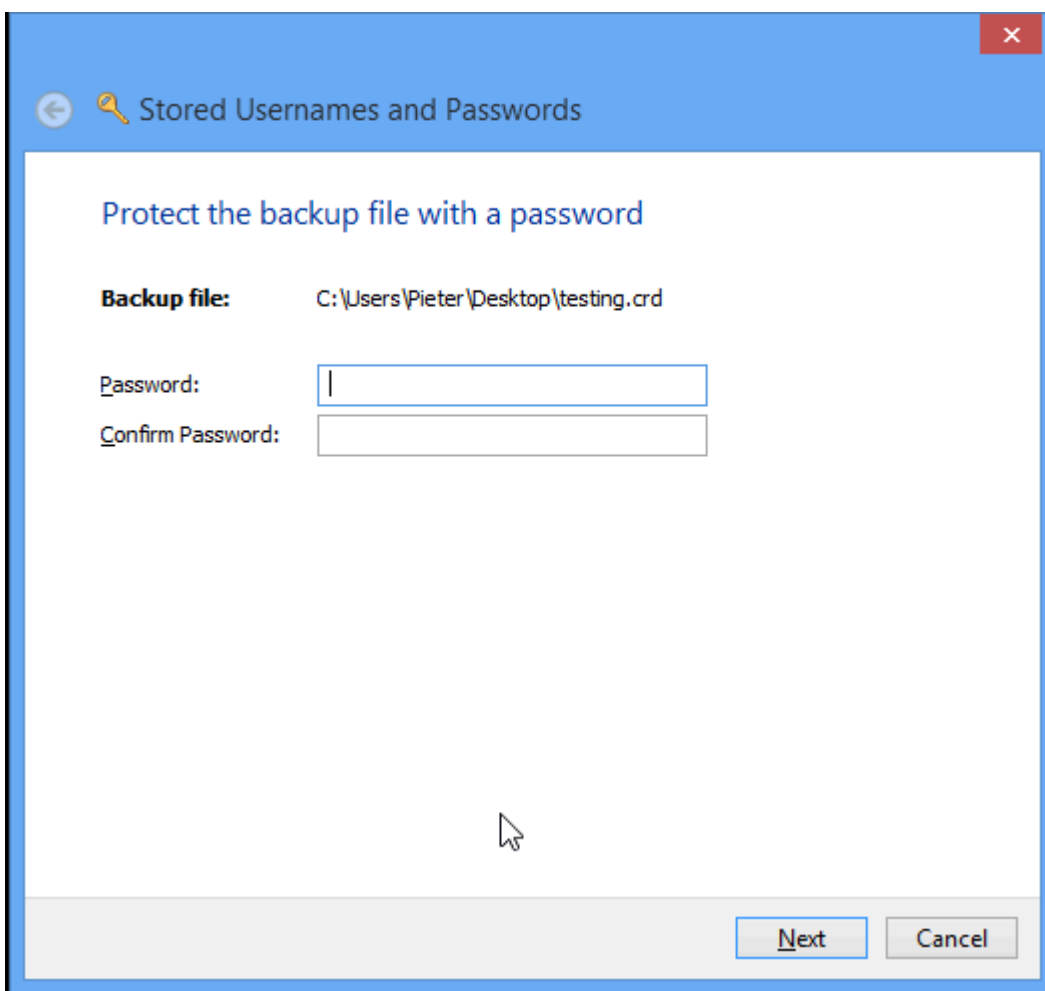 Stored Usernames and Passwords
Protect the backup file with a password
Backup file: C:\Users\Pieter\Desktop\testing.crd
Password:
Confirm Password:
Next Cancel